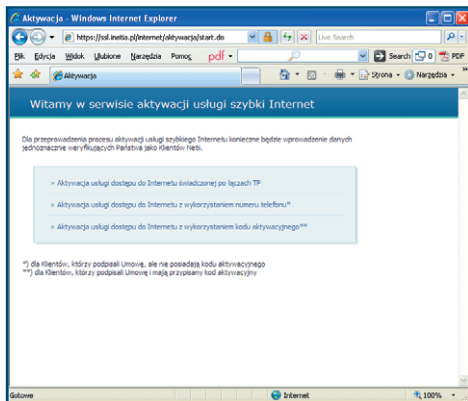 Aktywacja - Windows Internet Explorer
https://ssl.inetia.pl/internet/aktywacja/start.do
Live Search
Plik Edycja Widok Ulubione Narzędzia Pomoc pdf Search 0 PDF
Aktywacja Strona Narzędzia
Witamy w serwisie aktywacji usługi szybki Internet
Dla przeprowadzenia procesu aktywacji usługi szybkiego Internetu konieczne będzie wprowadzenie danych
jednoznacznie weryfikujących Państwa jako Klientów Netii.
» Aktywacja usługi dostępu do Internetu świadczonej po łączach TP
» Aktywacja usługi dostępu do Internetu z wykorzystaniem numeru telefonu*
» Aktywacja usługi dostępu do Internetu z wykorzystaniem kodu aktywacyjnego**
*) dla Klientów, którzy podpisali Umowę, ale nie posiadają kodu aktywacyjnego
**) dla Klientów, którzy podpisali Umowę i mają przypisany kod aktywacyjny
Gotowe Internet 100%